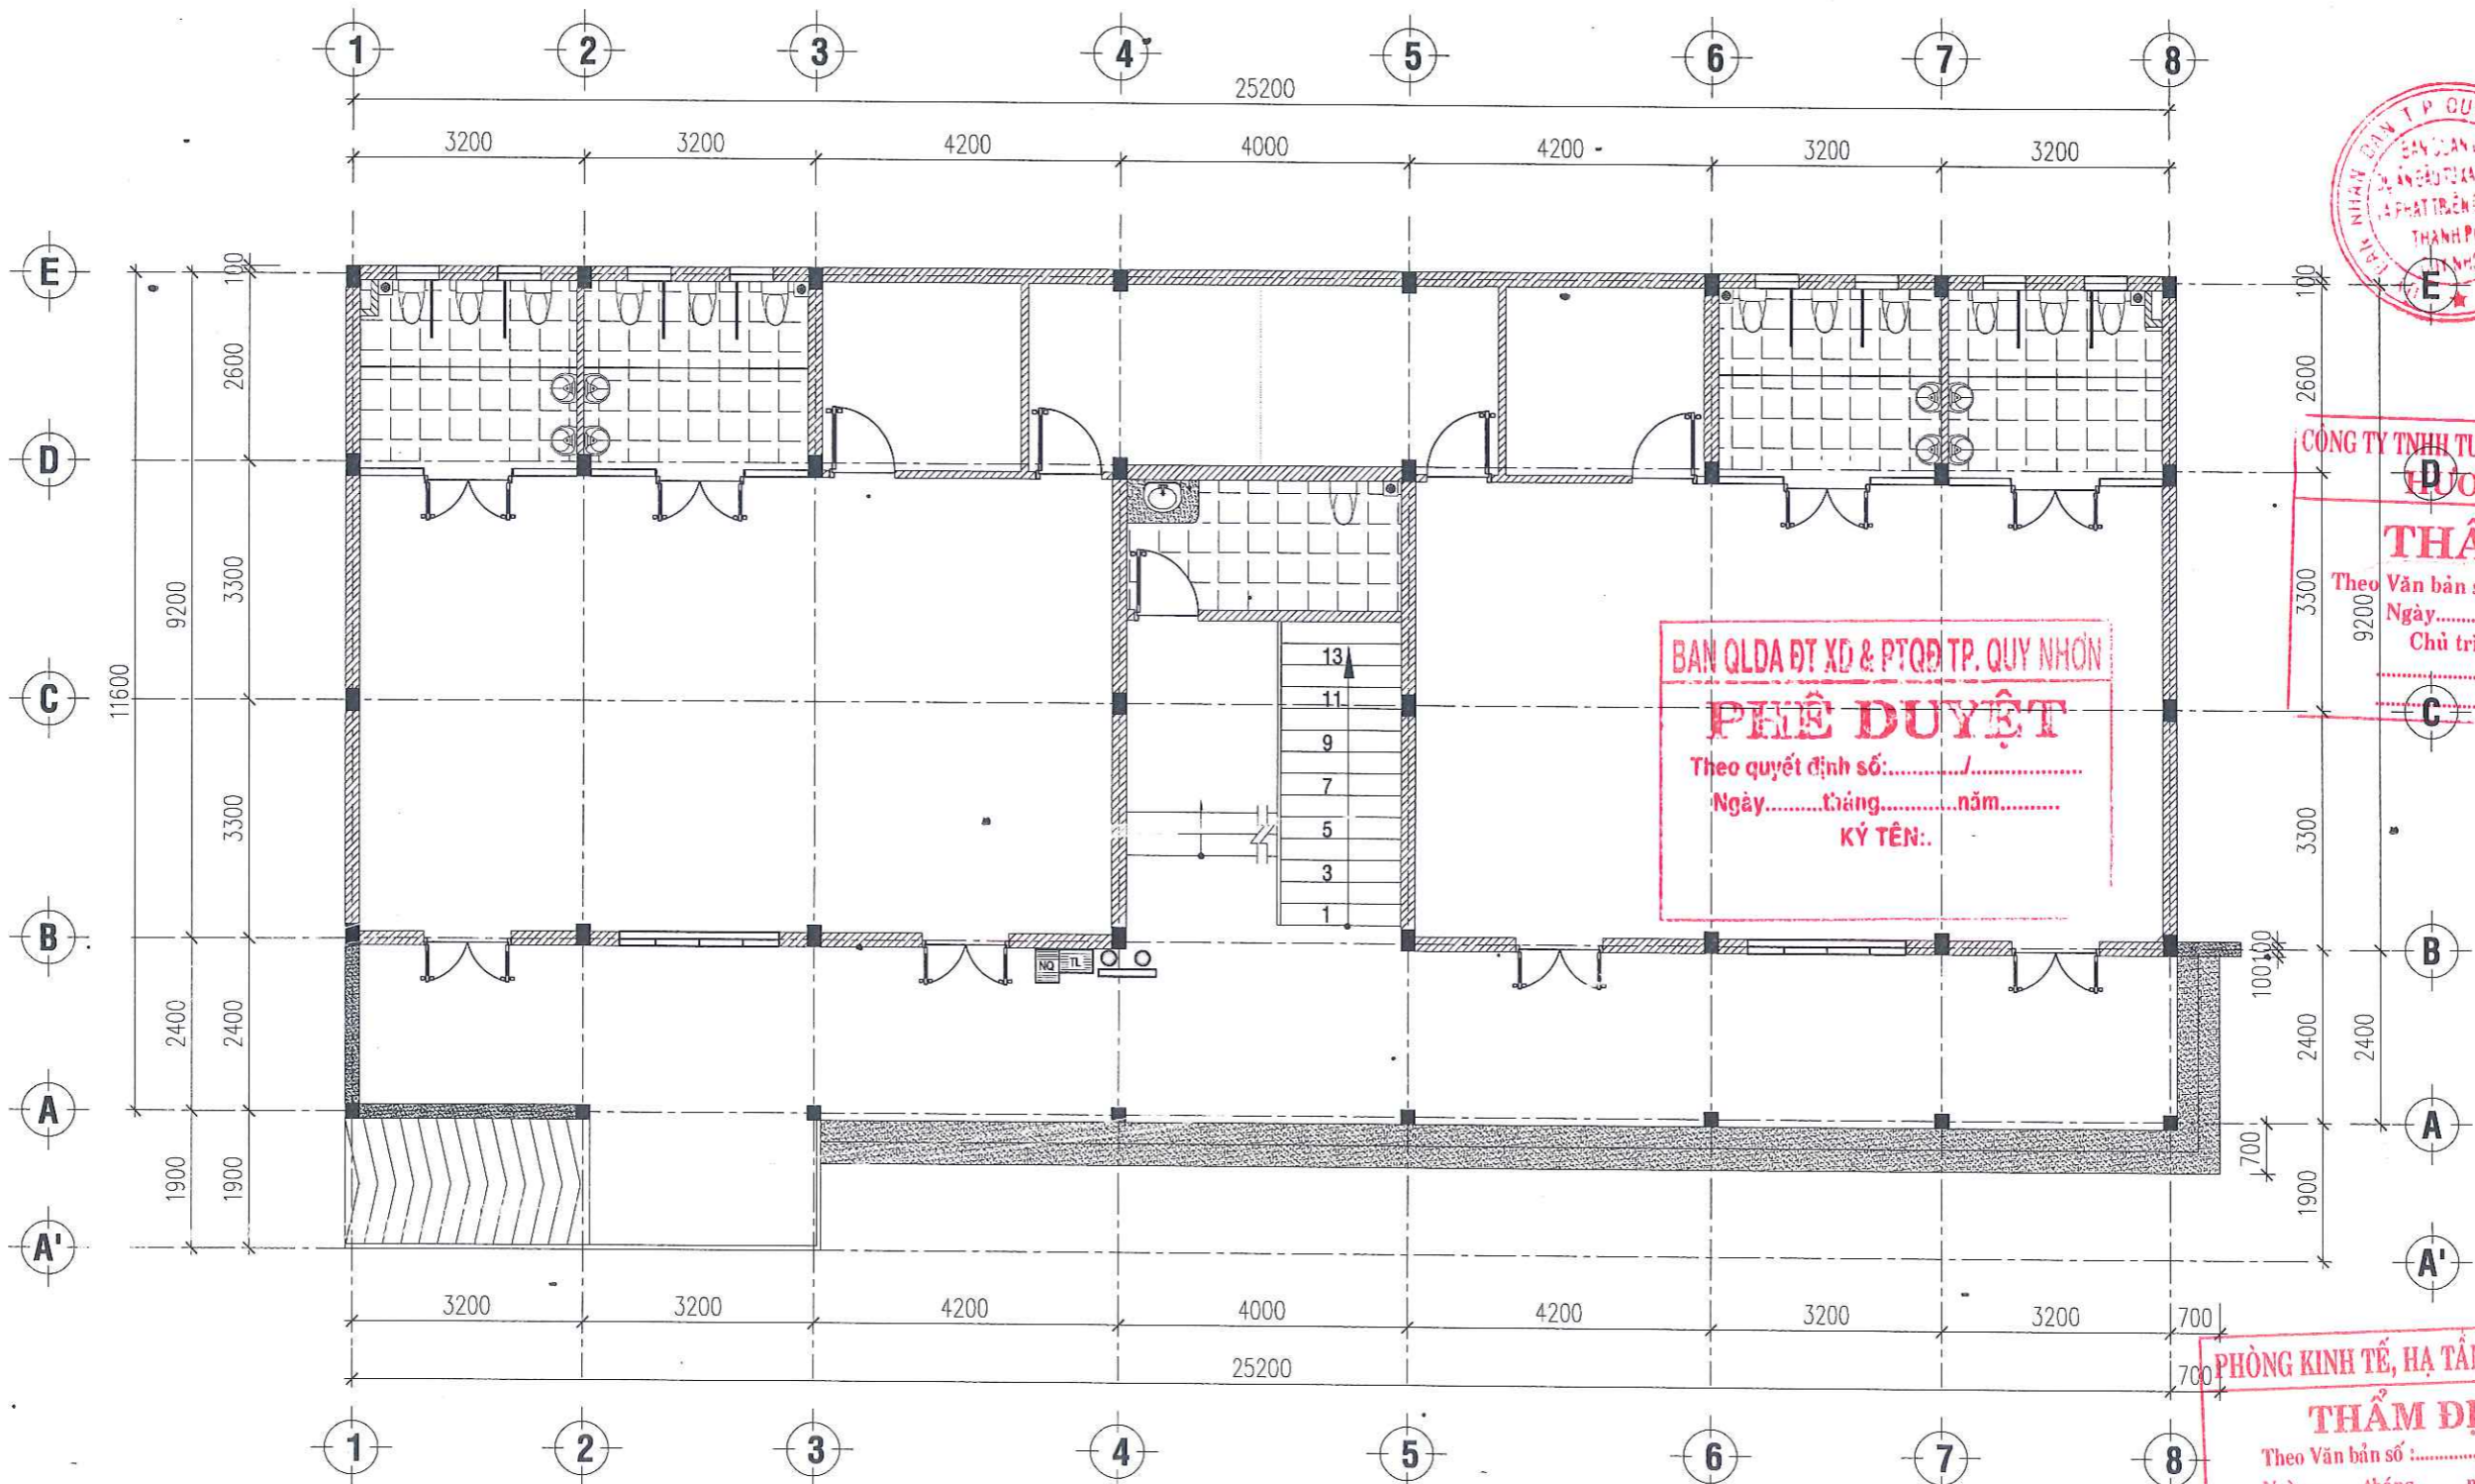 1 2 3 4 5 6 7 8
25200
3200 3200 4200 4000 4200 3200 3200
E E
100 100
2600 2600
D D
CÔNG TY TNHH
THÀNH
Theo Văn bản
Ngày..........
Chủ trì
3300 3300
9200 9200
11600
C C
BAN QLDA ĐT XD & PTQĐ TP. QUY NHƠN
PHÊ DUYỆT
Theo quyết định số:............./...................
Ngày..........tháng.............năm..........
KÝ TÊN:.
13
11
9
7
5
3
1
3300 3300
B B
NQ TL
100 100
2400 2400 2400 2400
A A
700
1900 1900 1900
A' A'
3200 3200 4200 4000 4200 3200 3200 700
25200 700
PHÒNG KINH TẾ, HẠ TẦN
THẨM ĐỊ
Theo Văn bản số :..............
1 2 3 4 5 6 7 8